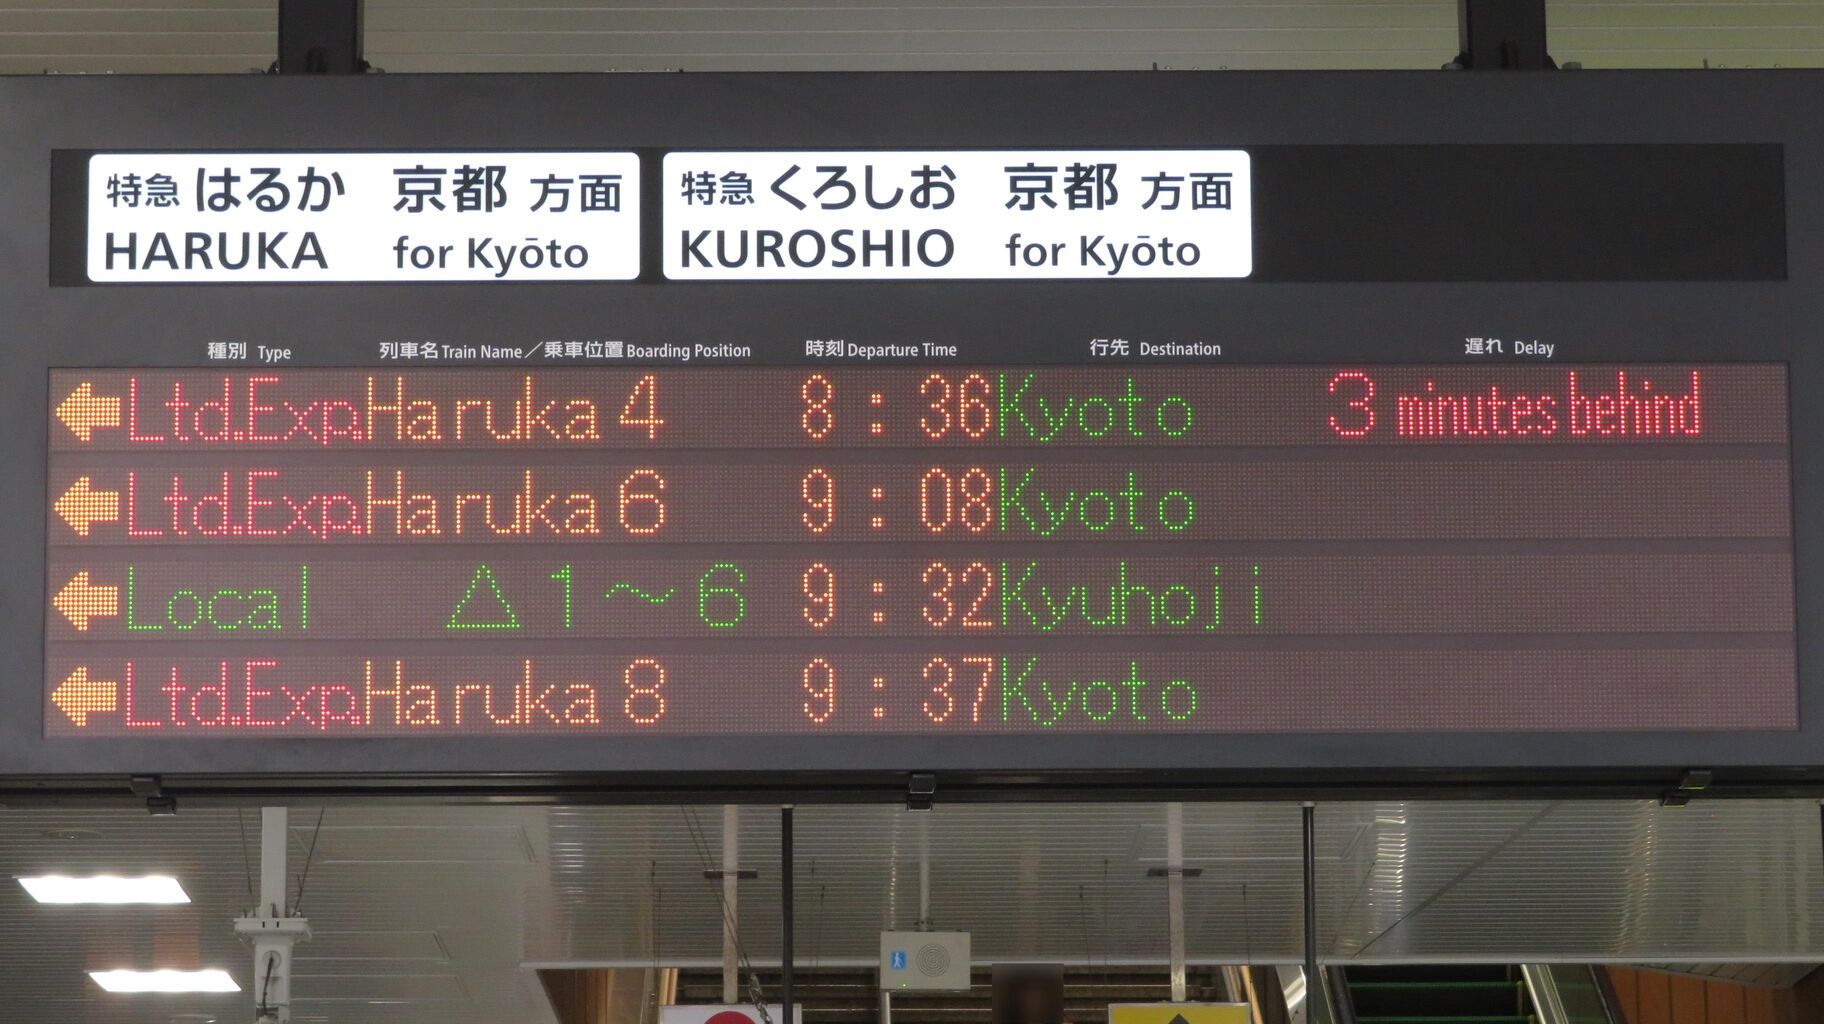 特急 はるか 京都 方面
HARUKA for Kyōto
特急 くろしお 京都 方面
KUROSHIO for Kyōto
種別 Type 列車名 Train Name／乗車位置 Boarding Position 時刻 Departure Time 行先 Destination 遅れ Delay
←Ltd.Exp.Haruka 4 8:36 Kyoto 3 minutes behind
←Ltd.Exp.Haruka 6 9:08 Kyoto
←Local △1～6 9:32 Kyuhoji
←Ltd.Exp.Haruka 8 9:37 Kyoto